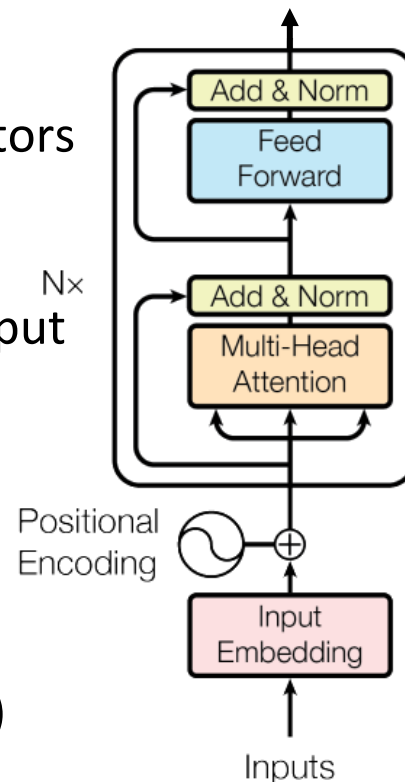 Add & Norm
tors
Feed
Forward
N×
Add & Norm
put
Multi-Head
Attention
Positional
Encoding
Input
Embedding
)
Inputs